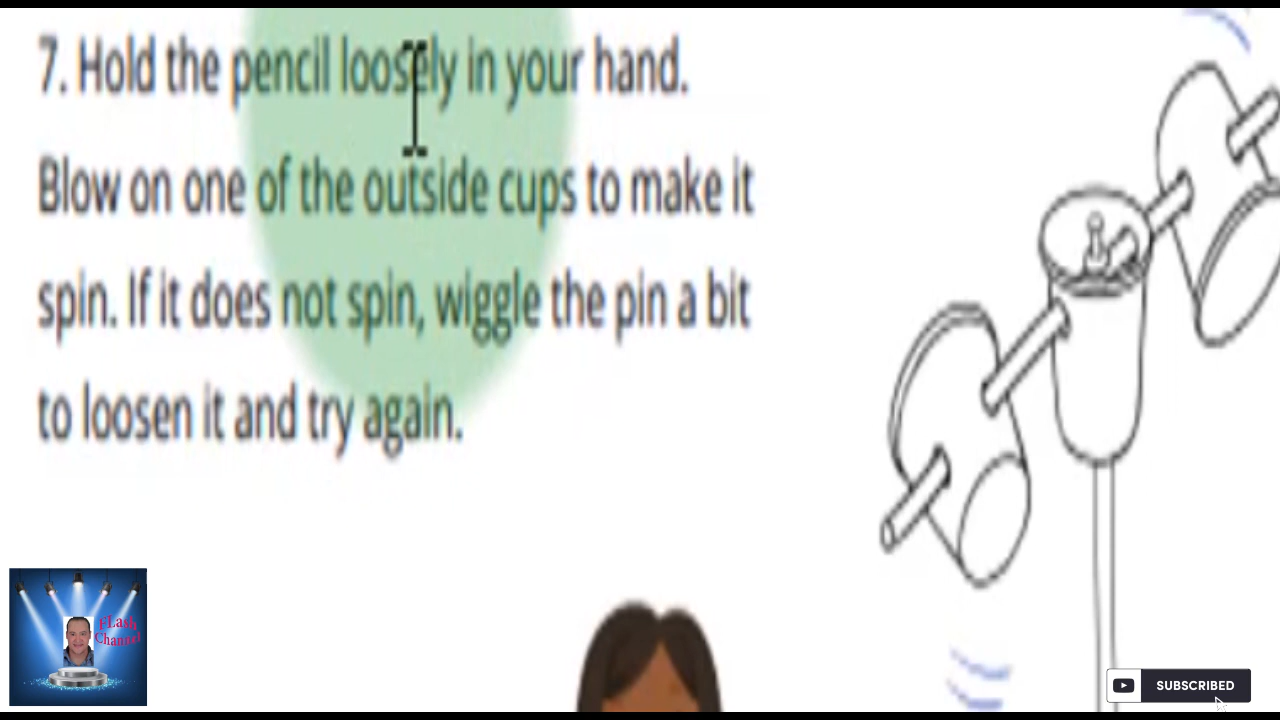 7. Hold the pencil loosely in your hand.
Blow on one of the outside cups to make it
spin. If it does not spin, wiggle the pin a bit
to loosen it and try again.
FLash
Channel
SUBSCRIBED